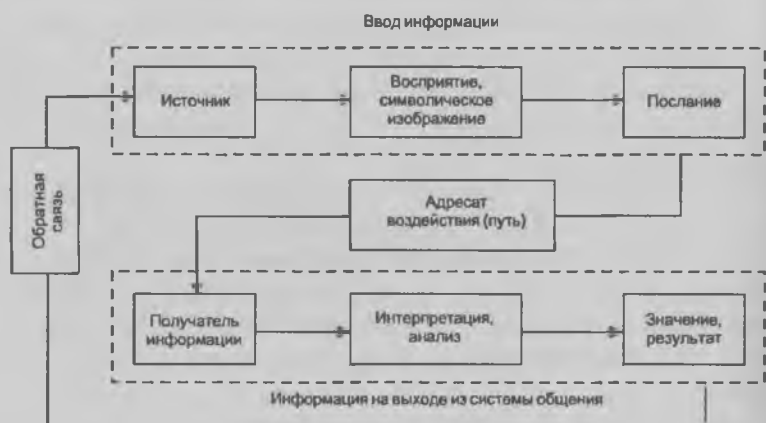 Ввод информации
Источник
Восприятие,
символическое
изображение
Послание
Обратная
связь
Адресат
воздействия (путь)
Получатель
информации
Интерпретация,
анализ
Значение,
результат
Информация на выходе из системы общения